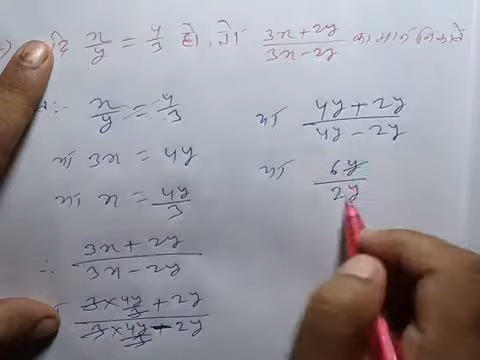 यदि x/y = 4/3 हो, तो (3x+2y)/(3x-2y) का मान निकालें
:- x/y = 4/3
या 3x = 4y
या x = 4y/3
∴ (3x + 2y)/(3x - 2y)
(3×4y/3 + 2y)/(3×4y/3 - 2y)
या (4y + 2y)/(4y - 2y)
या 6y/2y